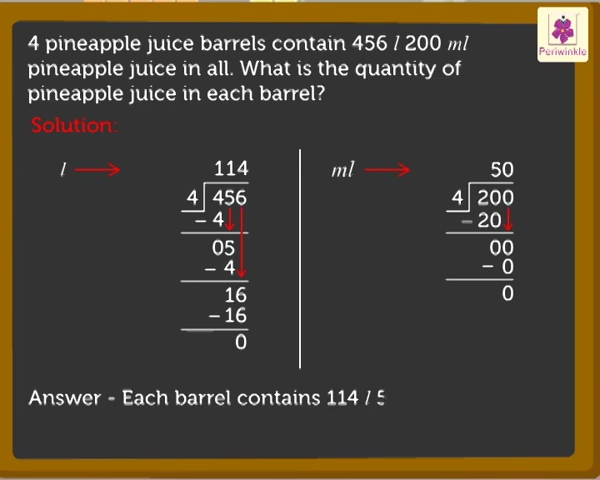 4 pineapple juice barrels contain 456 l 200 ml
pineapple juice in all. What is the quantity of
pineapple juice in each barrel?
Periwinkle
Solution:
l → 114
4 456
- 4
05
- 4
16
- 16
0
ml → 50
4 200
- 20
00
- 0
0
Answer - Each barrel contains 114 l 5